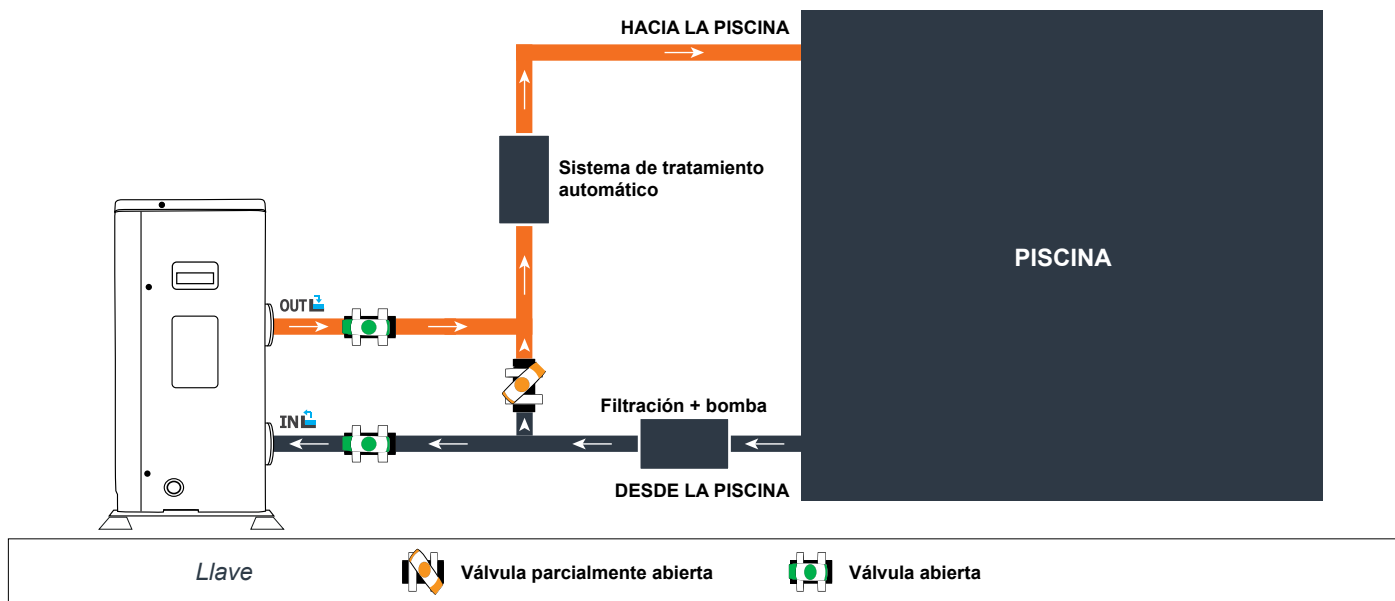 HACIA LA PISCINA
Sistema de tratamiento
automático
PISCINA
OUT
IN
Filtración + bomba
DESDE LA PISCINA
Llave
Válvula parcialmente abierta
Válvula abierta